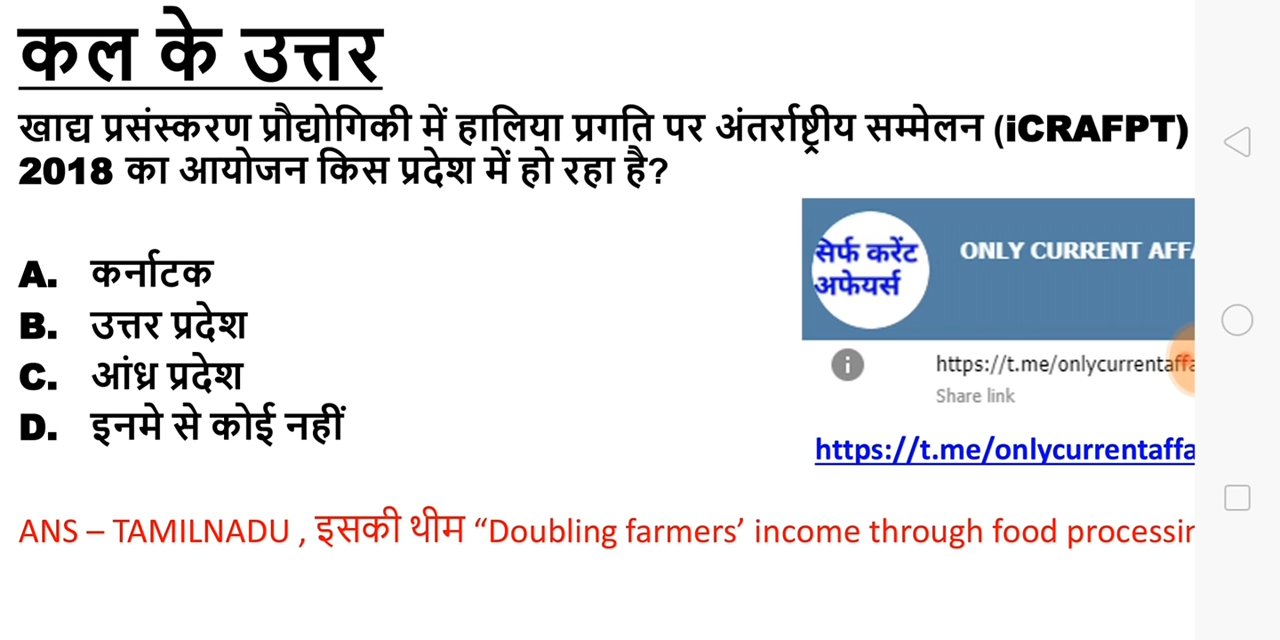 कल के उत्तर
खाद्य प्रसंस्करण प्रौद्योगिकी में हालिया प्रगति पर अंतर्राष्ट्रीय सम्मेलन (iCRAFPT)
2018 का आयोजन किस प्रदेश में हो रहा है?
A. कर्नाटक
B. उत्तर प्रदेश
C. आंध्र प्रदेश
D. इनमे से कोई नहीं
सिर्फ करेंट
अफेयर्स
ONLY CURRENT
https://t.me/onlycurrentaffa
Share link
https://t.me/onlycurrentaffa
ANS – TAMILNADU , इसकी थीम “Doubling farmers’ income through food